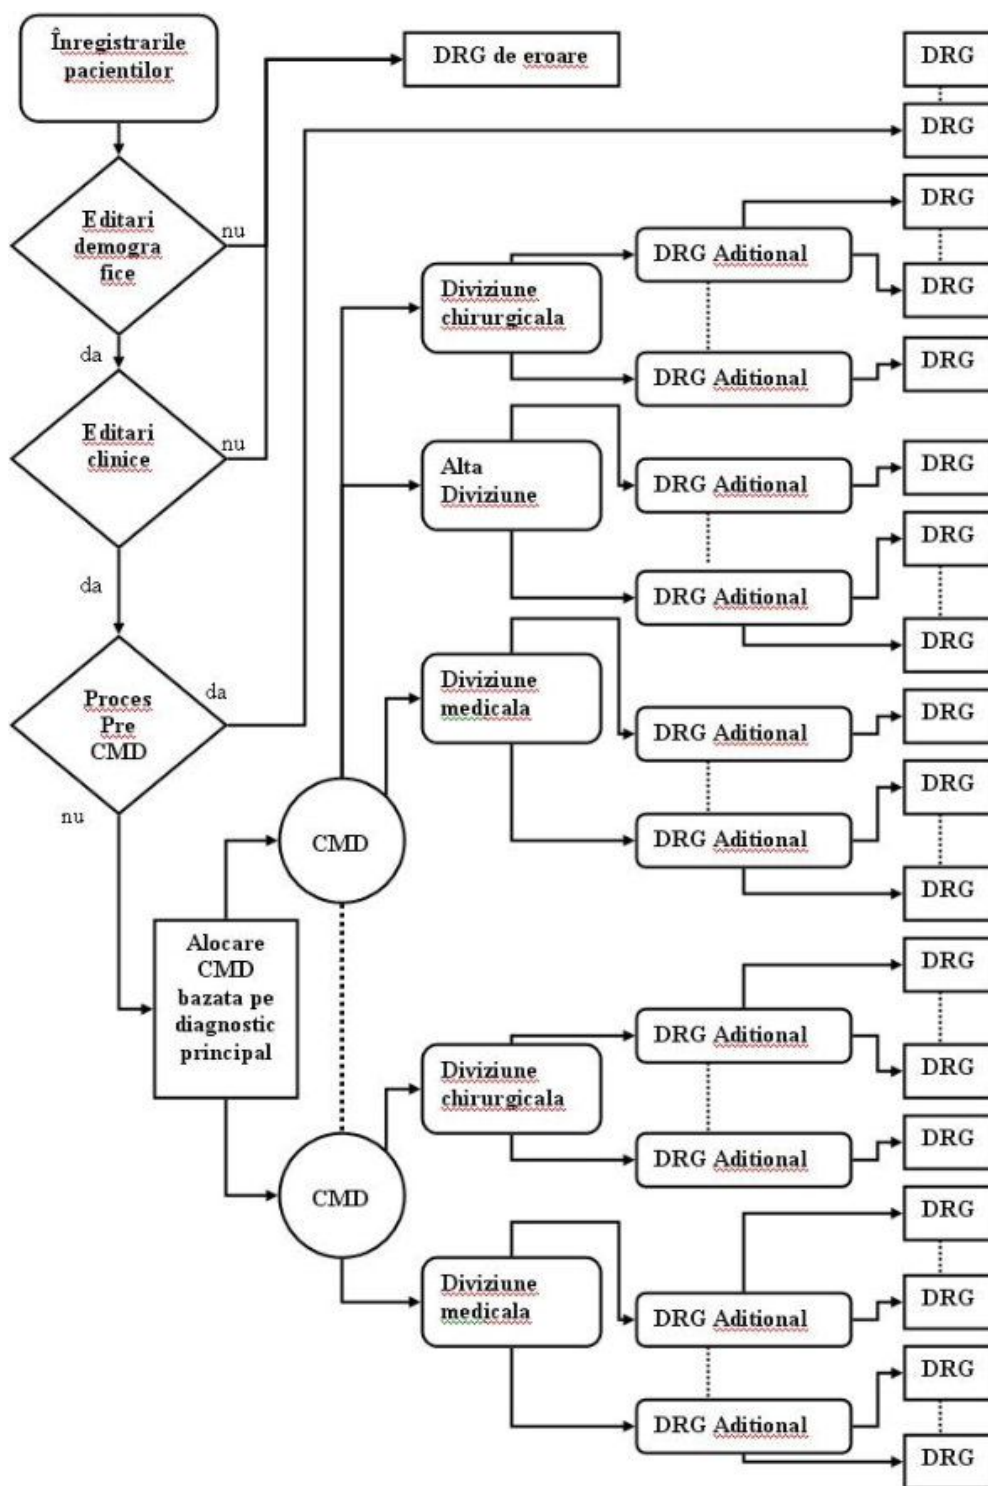 Înregistrarile
pacientilor
DRG de eroare
DRG
DRG
Editari
demogra
fice
nu
da
Editari
clinice
nu
da
Proces
Pre
CMD
da
nu
Alocare
CMD
bazata pe
diagnostic
principal
CMD
CMD
Diviziune
chirurgicala
DRG Aditional
DRG Aditional
DRG
DRG
DRG
Alta
Diviziune
DRG Aditional
DRG Aditional
DRG
DRG
DRG
Diviziune
medicala
DRG Aditional
DRG Aditional
DRG
DRG
DRG
Diviziune
chirurgicala
DRG Aditional
DRG Aditional
DRG
DRG
DRG
Diviziune
medicala
DRG Aditional
DRG Aditional
DRG
DRG
DRG
DRG